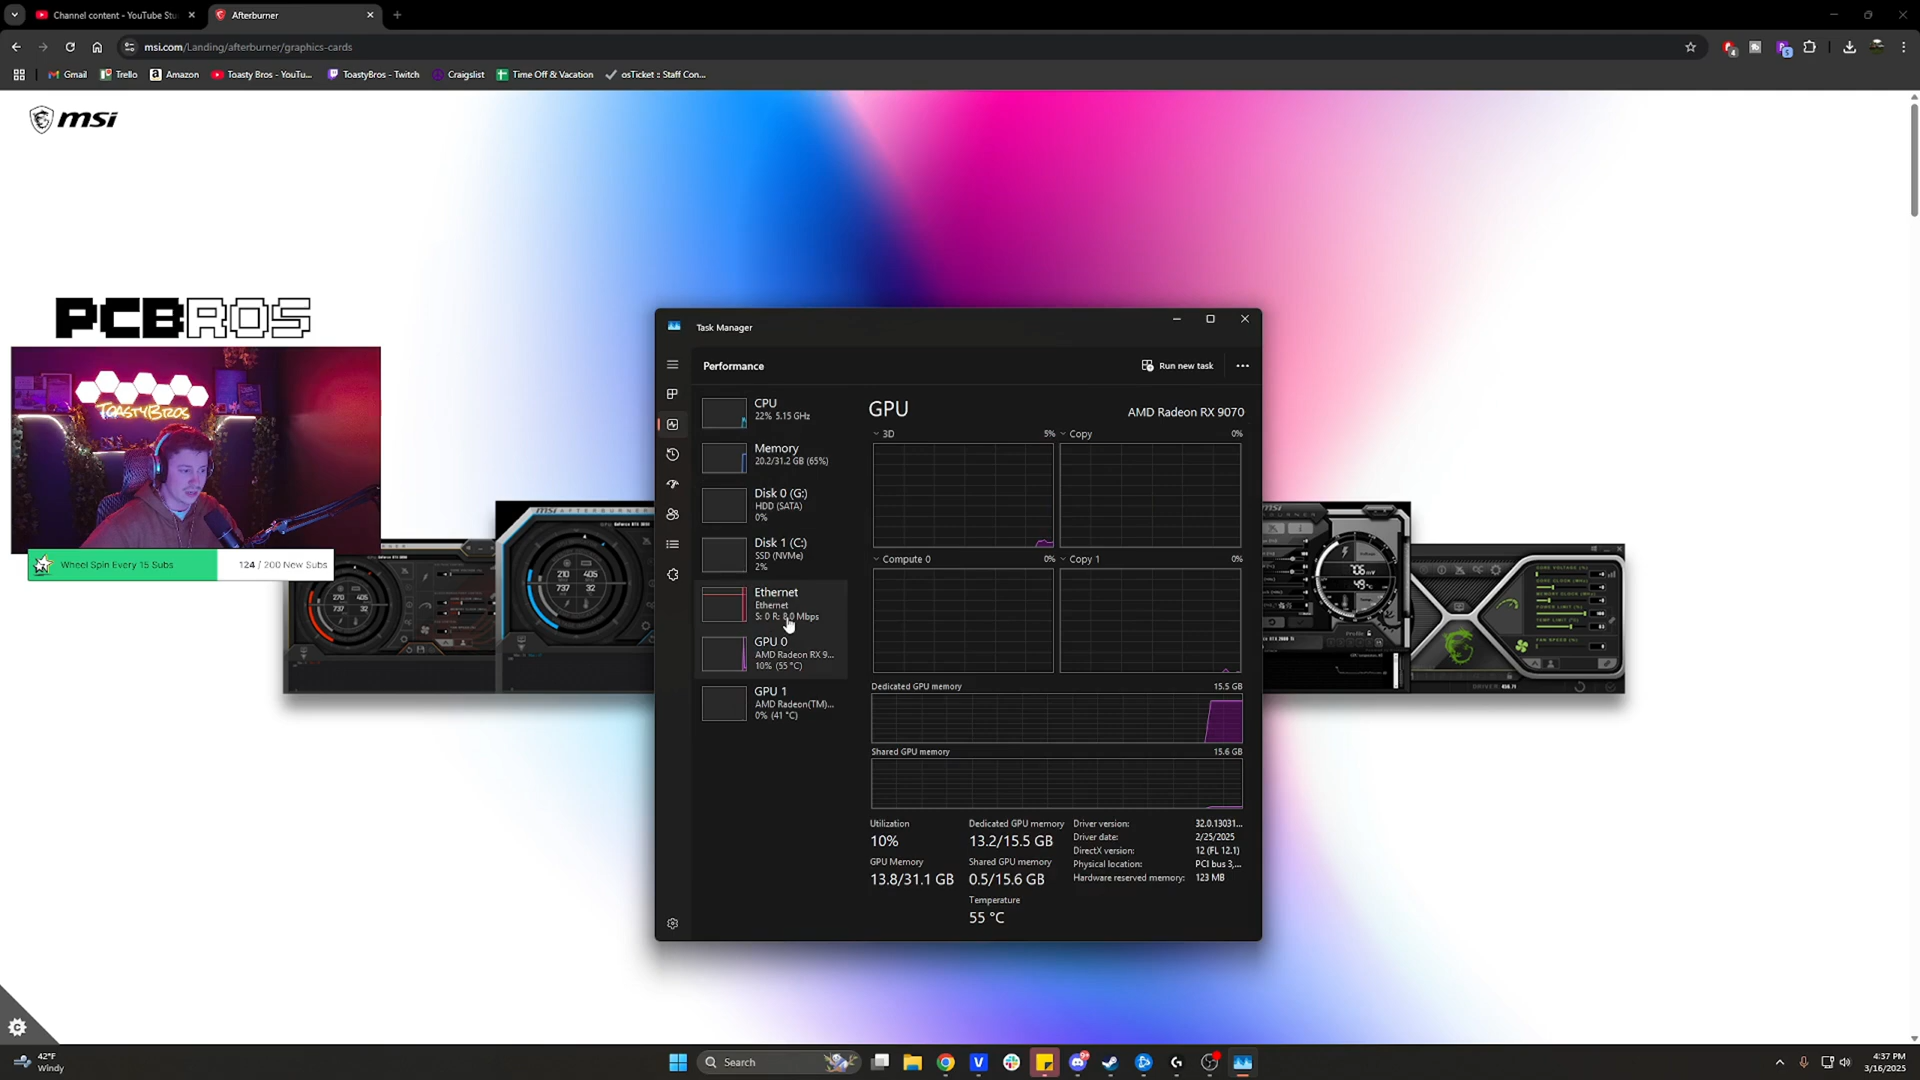 Channel content - YouTube Stu
Afterburner
msi.com/Landing/afterburner/graphics-cards
Gmail
Trello
Amazon
Toasty Bros - YouTu...
ToastyBros - Twitch
Craigslist
Time Off & Vacation
osTicket :: Staff Con...
msi
PCBROS
TOASTYBROS
Wheel Spin Every 15 Subs
124 / 200 New Subs
Task Manager
Performance
Run new task
CPU
22% 5.15 GHz
Memory
20.2/31.2 GB (65%)
Disk 0 (G:)
HDD (SATA)
0%
Disk 1 (C:)
SSD (NVMe)
2%
Ethernet
Ethernet
S: 0 R: 8.0 Mbps
GPU 0
AMD Radeon RX 9...
10% (55 °C)
GPU 1
AMD Radeon(TM)...
0% (41 °C)
GPU
AMD Radeon RX 9070
3D 5%
Copy 0%
Compute 0 0%
Copy 1 0%
Dedicated GPU memory 15.5 GB
Shared GPU memory 15.6 GB
Utilization
10%
Dedicated GPU memory
13.2/15.5 GB
GPU Memory
13.8/31.1 GB
Shared GPU memory
0.5/15.6 GB
Temperature
55 °C
Driver version: 32.0.13031...
Driver date: 2/25/2025
DirectX version: 12 (FL 12.1)
Physical location: PCI bus 3,...
Hardware reserved memory: 123 MB
42°F
Windy
Search
4:37 PM
3/16/2025